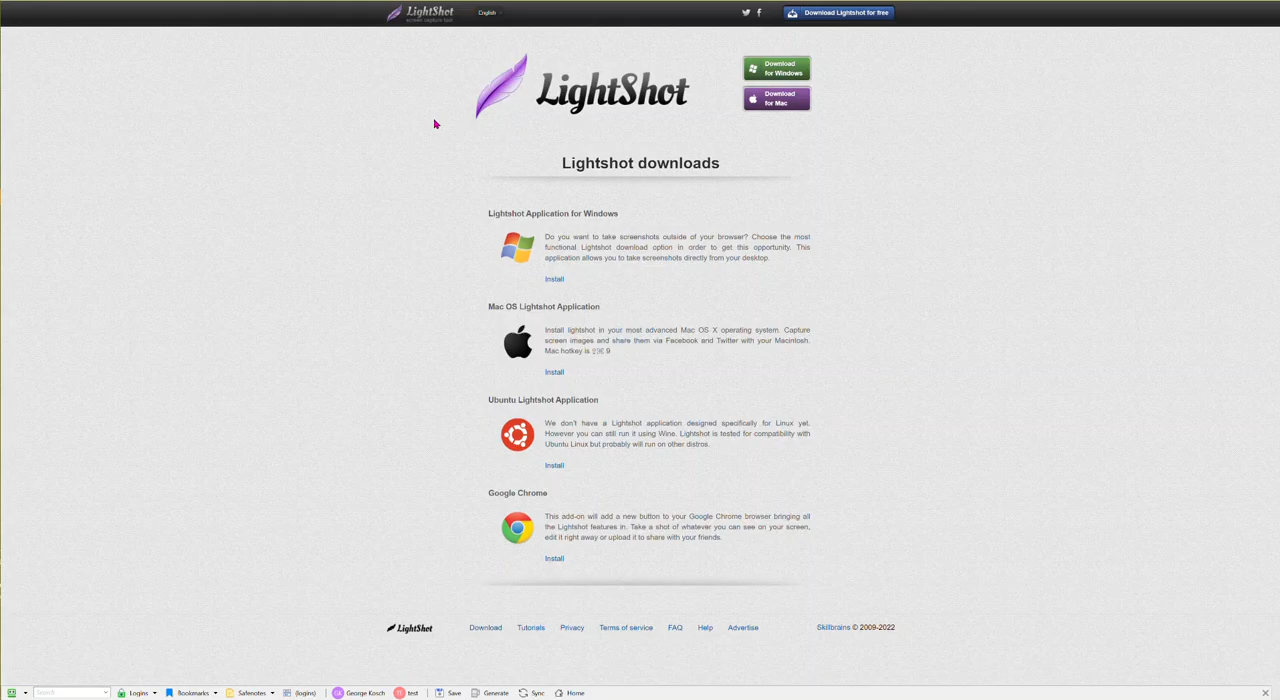 LightShot
screen capture tool
English
Download Lightshot for free
LightShot
Download
for Windows
Download
for Mac
Lightshot downloads
Lightshot Application for Windows
Do you want to take screenshots outside of your browser? Choose the most
functional Lightshot download option in order to get this opportunity. This
application allows you to take screenshots directly from your desktop.
Install
Mac OS Lightshot Application
Install lightshot in your most advanced Mac OS X operating system. Capture
screen images and share them via Facebook and Twitter with your Macintosh.
Mac hotkey is ⇧⌘ 9
Install
Ubuntu Lightshot Application
We don't have a Lightshot application designed specifically for Linux yet.
However you can still run it using Wine. Lightshot is tested for compatibility with
Ubuntu Linux but probably will run on other distros.
Install
Google Chrome
This add-on will add a new button to your Google Chrome browser bringing all
the Lightshot features in. Take a shot of whatever you can see on your screen,
edit it right away or upload it to share with your friends.
Install
LightShot Download Tutorials Privacy Terms of service FAQ Help Advertise Skillbrains © 2009-2022
Search Logins Bookmarks Safenotes (logins) GK George Kosch TT test Save Generate Sync Home